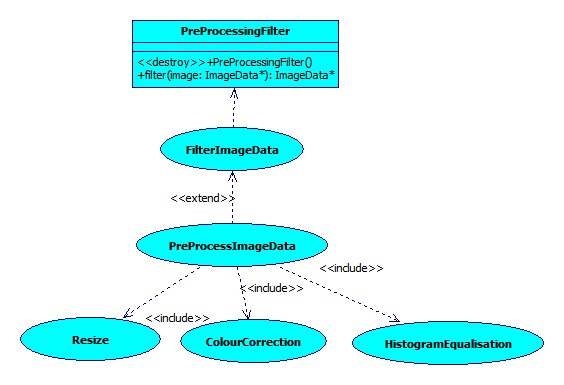 PreProcessingFilter
<<destroy>>+PreProcessingFilter()
+filter(image: ImageData*): ImageData*
FilterImageData
<<extend>>
PreProcessImageData
<<include>>
<<include>>
<<include>>
Resize
ColourCorrection
HistogramEqualisation